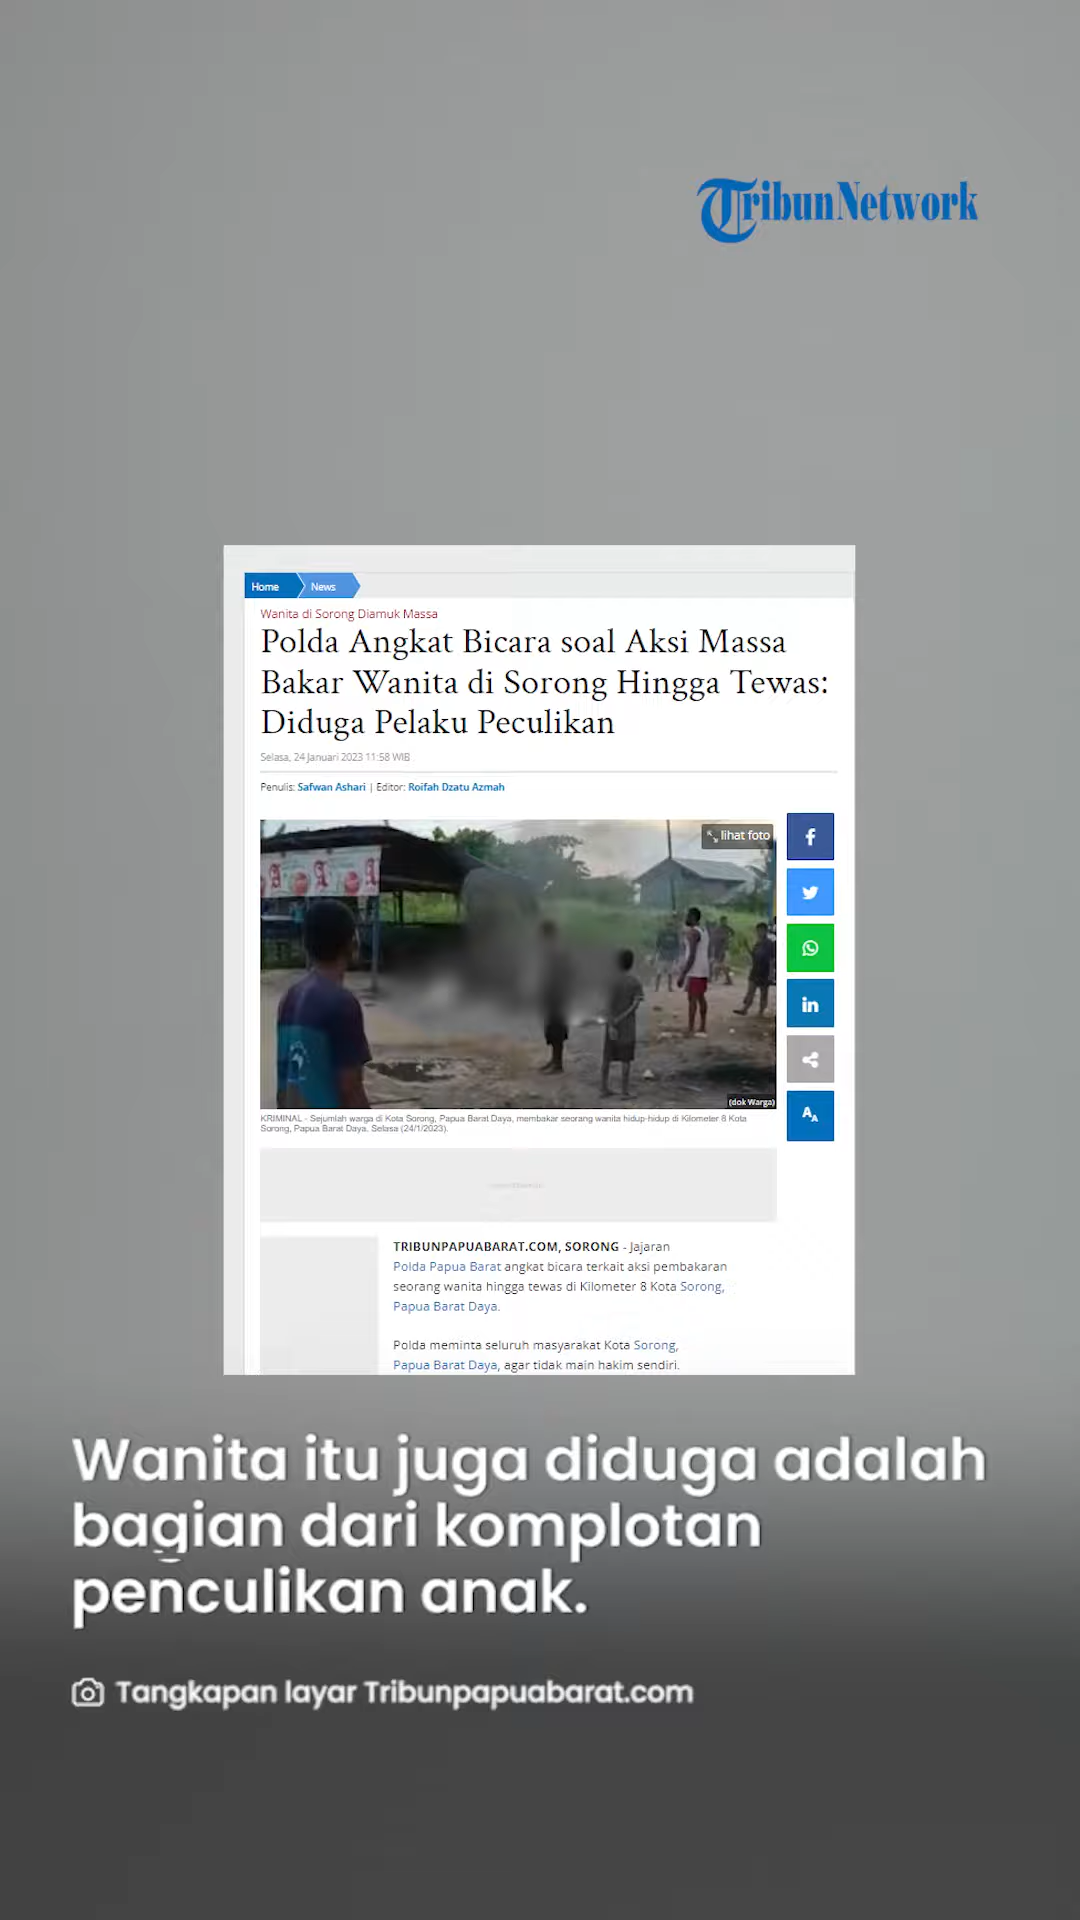 TribunNetwork
Home
News
Wanita di Sorong Diamuk Massa
Polda Angkat Bicara soal Aksi Massa
Bakar Wanita di Sorong Hingga Tewas:
Diduga Pelaku Peculikan
Selasa, 24 Januari 2023 11:58 WIB
Penulis: Safwan Ashari | Editor: Roifah Dzatu Azmah
lihat foto
(dok Warga)
KRIMINAL - Sejumlah warga di Kota Sorong, Papua Barat Daya, membakar seorang wanita hidup-hidup di Kilometer 8 Kota
Sorong, Papua Barat Daya, Selasa (24/1/2023).
TRIBUNPAPUABARAT.COM, SORONG - Jajaran
Polda Papua Barat angkat bicara terkait aksi pembakaran
seorang wanita hingga tewas di Kilometer 8 Kota Sorong,
Papua Barat Daya.
Polda meminta seluruh masyarakat Kota Sorong,
Papua Barat Daya, agar tidak main hakim sendiri.
Wanita itu juga diduga adalah
bagian dari komplotan
penculikan anak.
Tangkapan layar Tribunpapuabarat.com